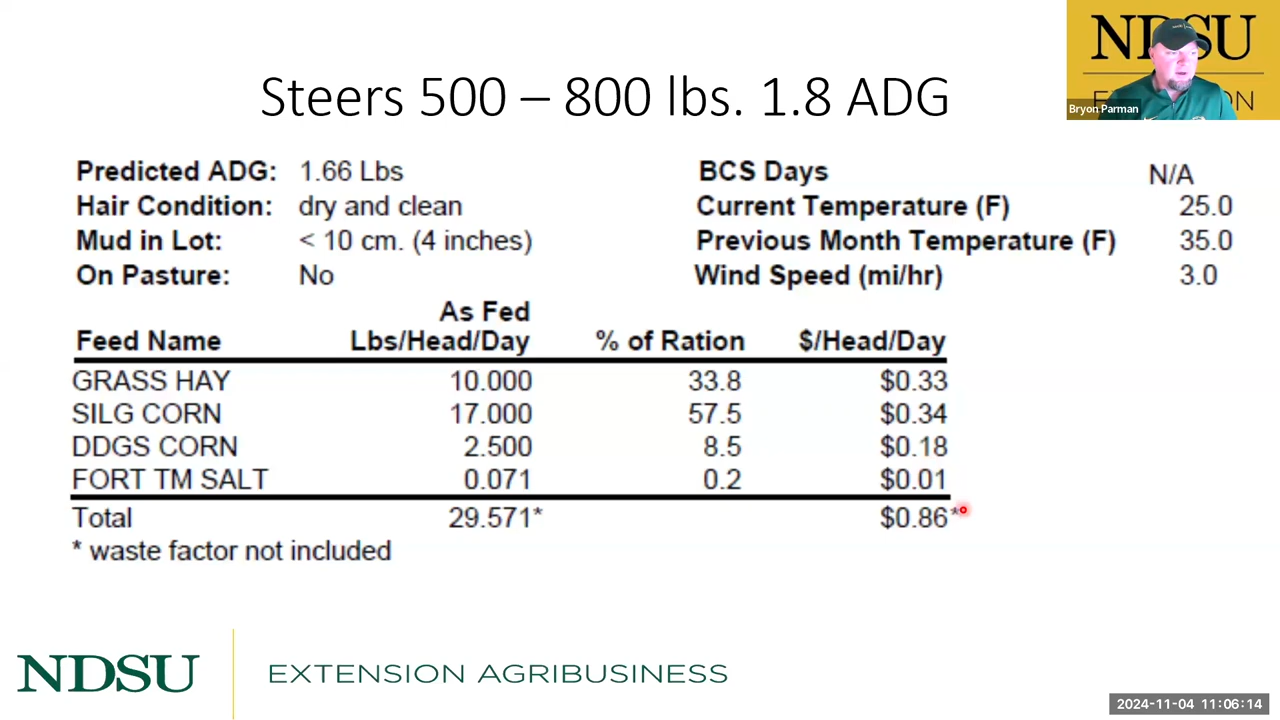 NDSU
EXTENSION
Bryon Parman
Steers 500 – 800 lbs. 1.8 ADG
Predicted ADG: 1.66 Lbs
Hair Condition: dry and clean
Mud in Lot: < 10 cm. (4 inches)
On Pasture: No
BCS Days N/A
Current Temperature (F) 25.0
Previous Month Temperature (F) 35.0
Wind Speed (mi/hr) 3.0
As Fed
Feed Name Lbs/Head/Day % of Ration $/Head/Day
GRASS HAY 10.000 33.8 $0.33
SILG CORN 17.000 57.5 $0.34
DDGS CORN 2.500 8.5 $0.18
FORT TM SALT 0.071 0.2 $0.01
Total 29.571* $0.86*
* waste factor not included
NDSU EXTENSION AGRIBUSINESS
2024-11-04 11:06:14